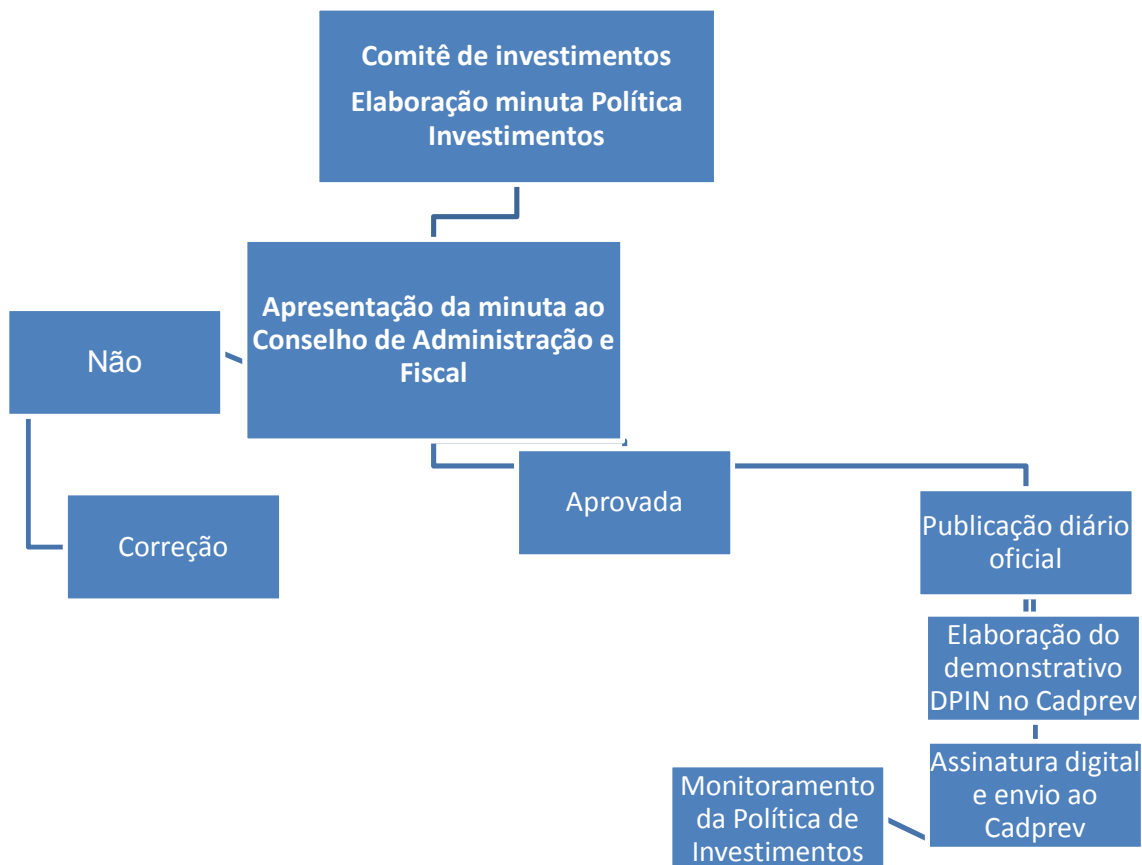 Comitê de investimentos
Elaboração minuta Política
Investimentos
Apresentação da minuta ao
Conselho de Administração e
Fiscal
Não
Correção
Aprovada
Publicação diário
oficial
Elaboração do
demonstrativo
DPIN no Cadprev
Assinatura digital
e envio ao
Cadprev
Monitoramento
da Política de
Investimentos